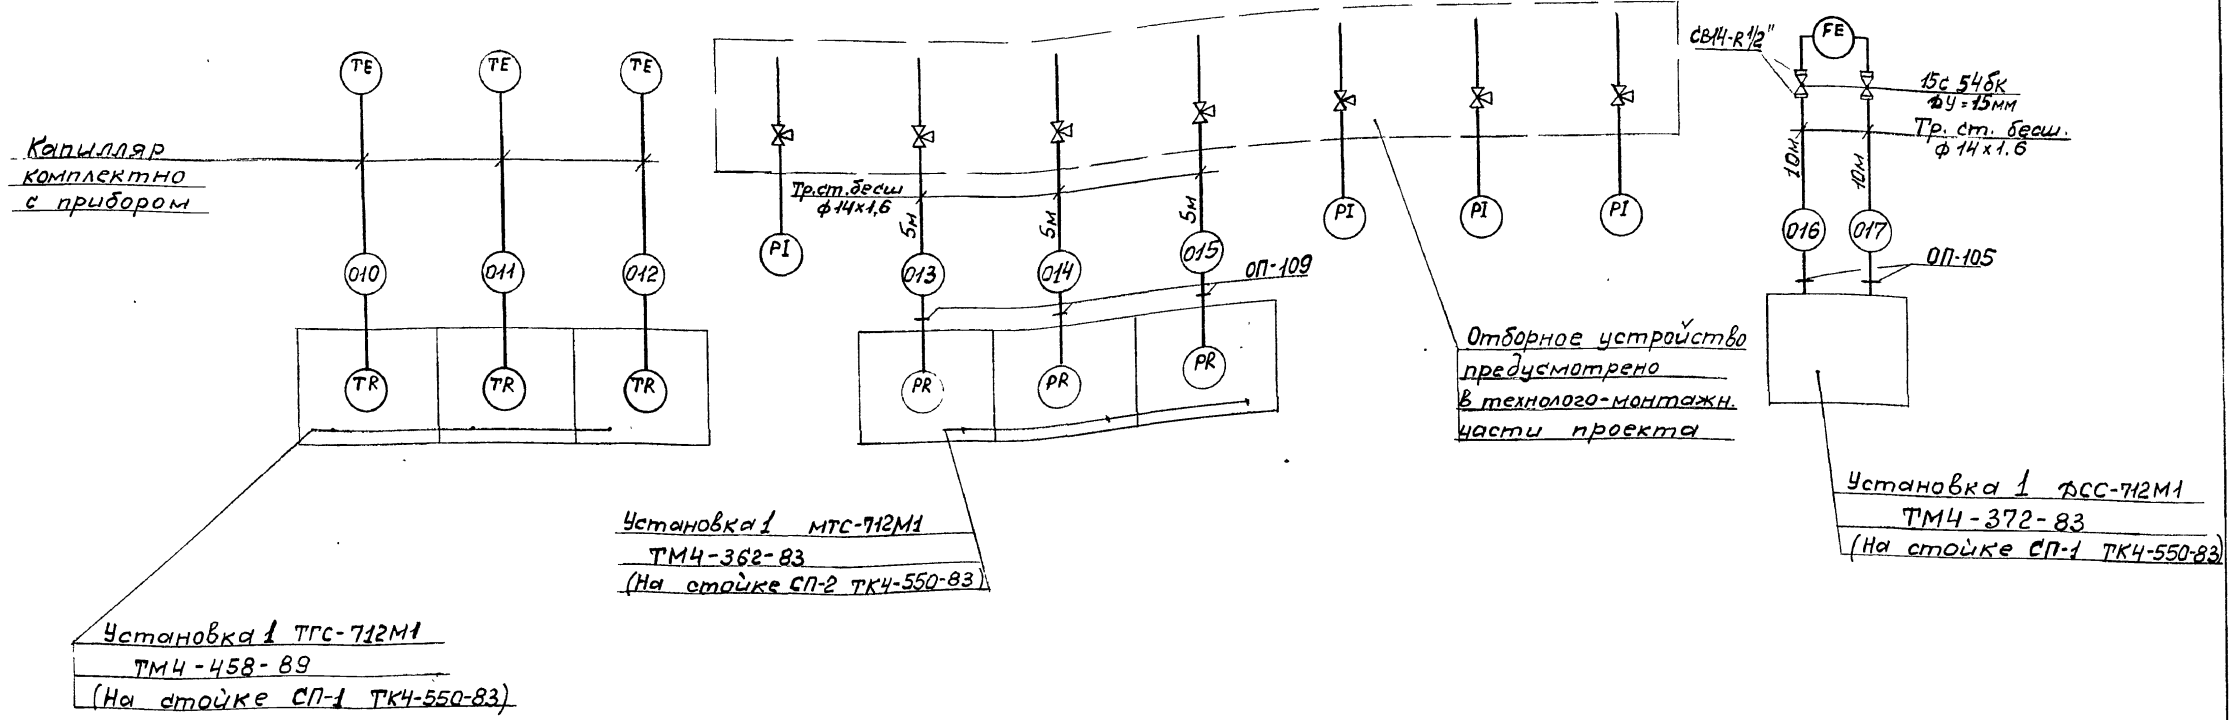 TE
TE
TE
Капилляр
комплектно
с прибором
010
011
012
TR
TR
TR
Установка 1 ТГС-712М1
ТМ4-458-89
(На стойке СП-1 ТК4-550-83)
Тр.ст.бесш
ф14х1,6
5м
5м
5м
PI
013
014
015
ОП-109
PR
PR
PR
Установка 1 МТС-712М1
ТМ4-362-83
(На стойке СП-2 ТК4-550-83)
PI
PI
PI
Отборное устройство
предусмотрено
в технолого-монтажн.
части проекта
СВ14-R1/2"
FE
15с 54бк
ДУ=15мм
Тр. ст. бесш.
ф 14х1.6
10м
10м
016
017
ОП-105
Установка 1 ДСС-712М1
ТМ4-372-83
(На стойке СП-1 ТК4-550-83)